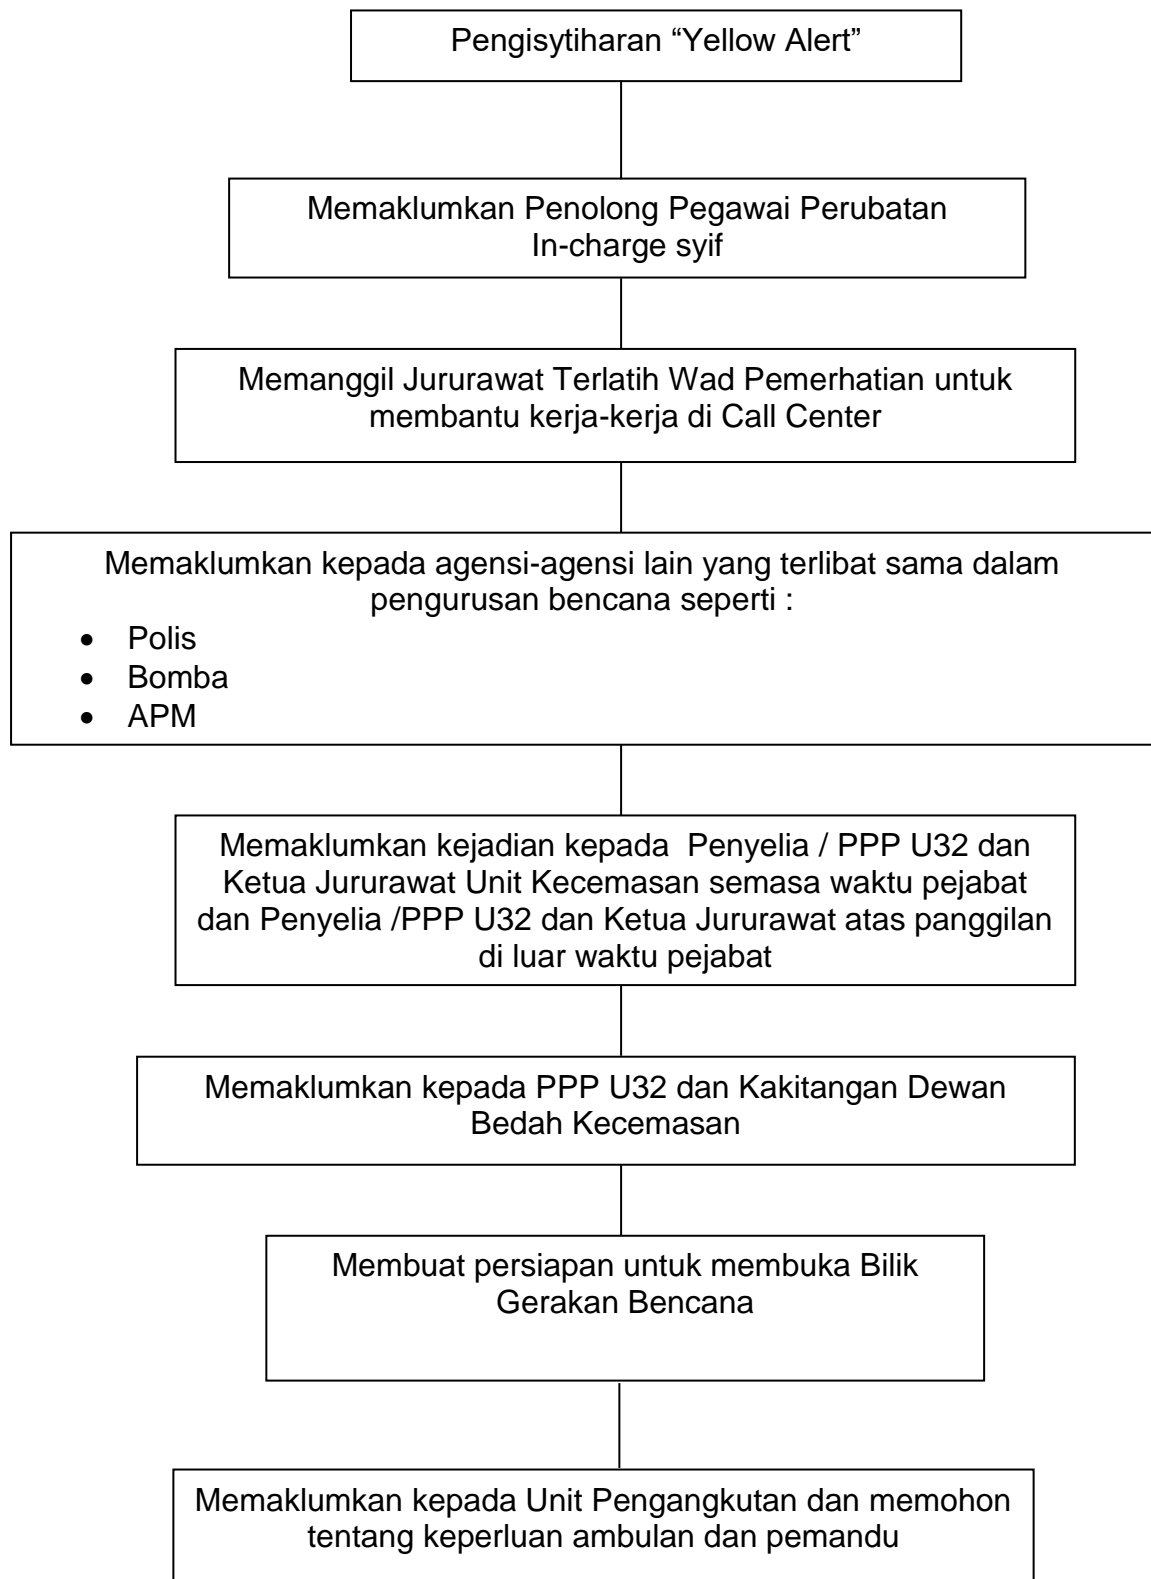 Pengisytiharan “Yellow Alert”
Memaklumkan Penolong Pegawai Perubatan
In-charge syif
Memanggil Jururawat Terlatih Wad Pemerhatian untuk
membantu kerja-kerja di Call Center
Memaklumkan kepada agensi-agensi lain yang terlibat sama dalam
pengurusan bencana seperti :
• Polis
• Bomba
• APM
Memaklumkan kejadian kepada Penyelia / PPP U32 dan
Ketua Jururawat Unit Kecemasan semasa waktu pejabat
dan Penyelia /PPP U32 dan Ketua Jururawat atas panggilan
di luar waktu pejabat
Memaklumkan kepada PPP U32 dan Kakitangan Dewan
Bedah Kecemasan
Membuat persiapan untuk membuka Bilik
Gerakan Bencana
Memaklumkan kepada Unit Pengangkutan dan memohon
tentang keperluan ambulan dan pemandu